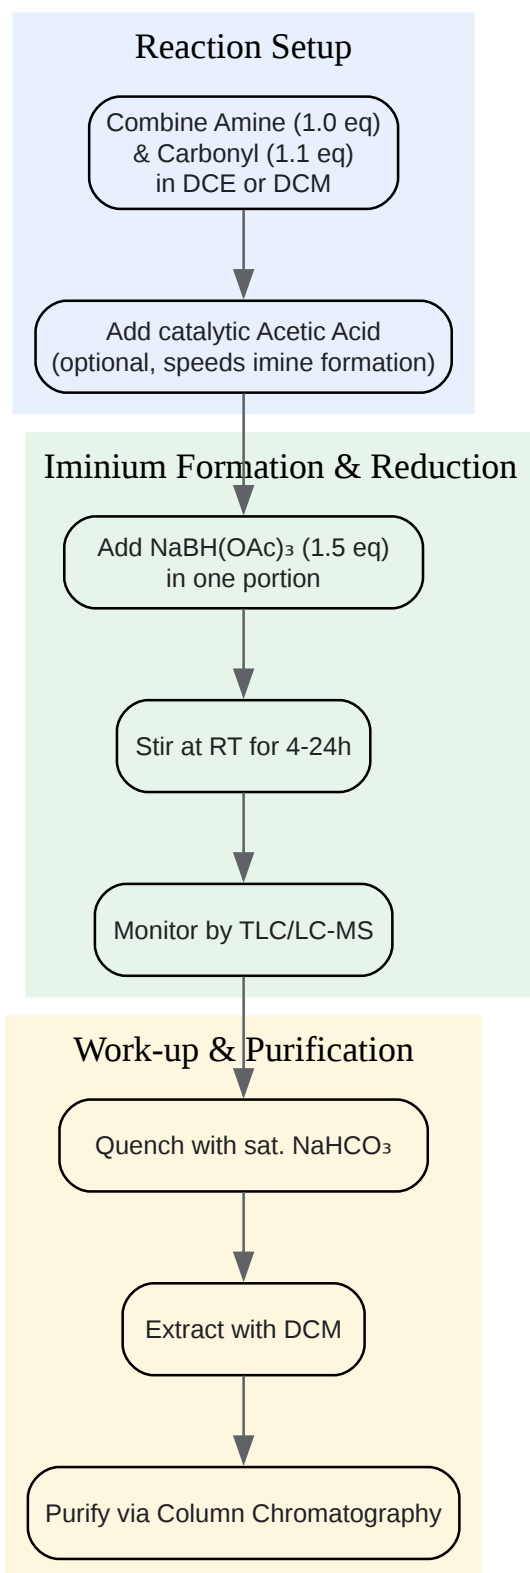 Reaction Setup
Combine Amine (1.0 eq)
& Carbonyl (1.1 eq)
in DCE or DCM
Add catalytic Acetic Acid
(optional, speeds imine formation)
Iminium Formation & Reduction
Add NaBH(OAc)₃ (1.5 eq)
in one portion
Stir at RT for 4-24h
Monitor by TLC/LC-MS
Work-up & Purification
Quench with sat. NaHCO₃
Extract with DCM
Purify via Column Chromatography